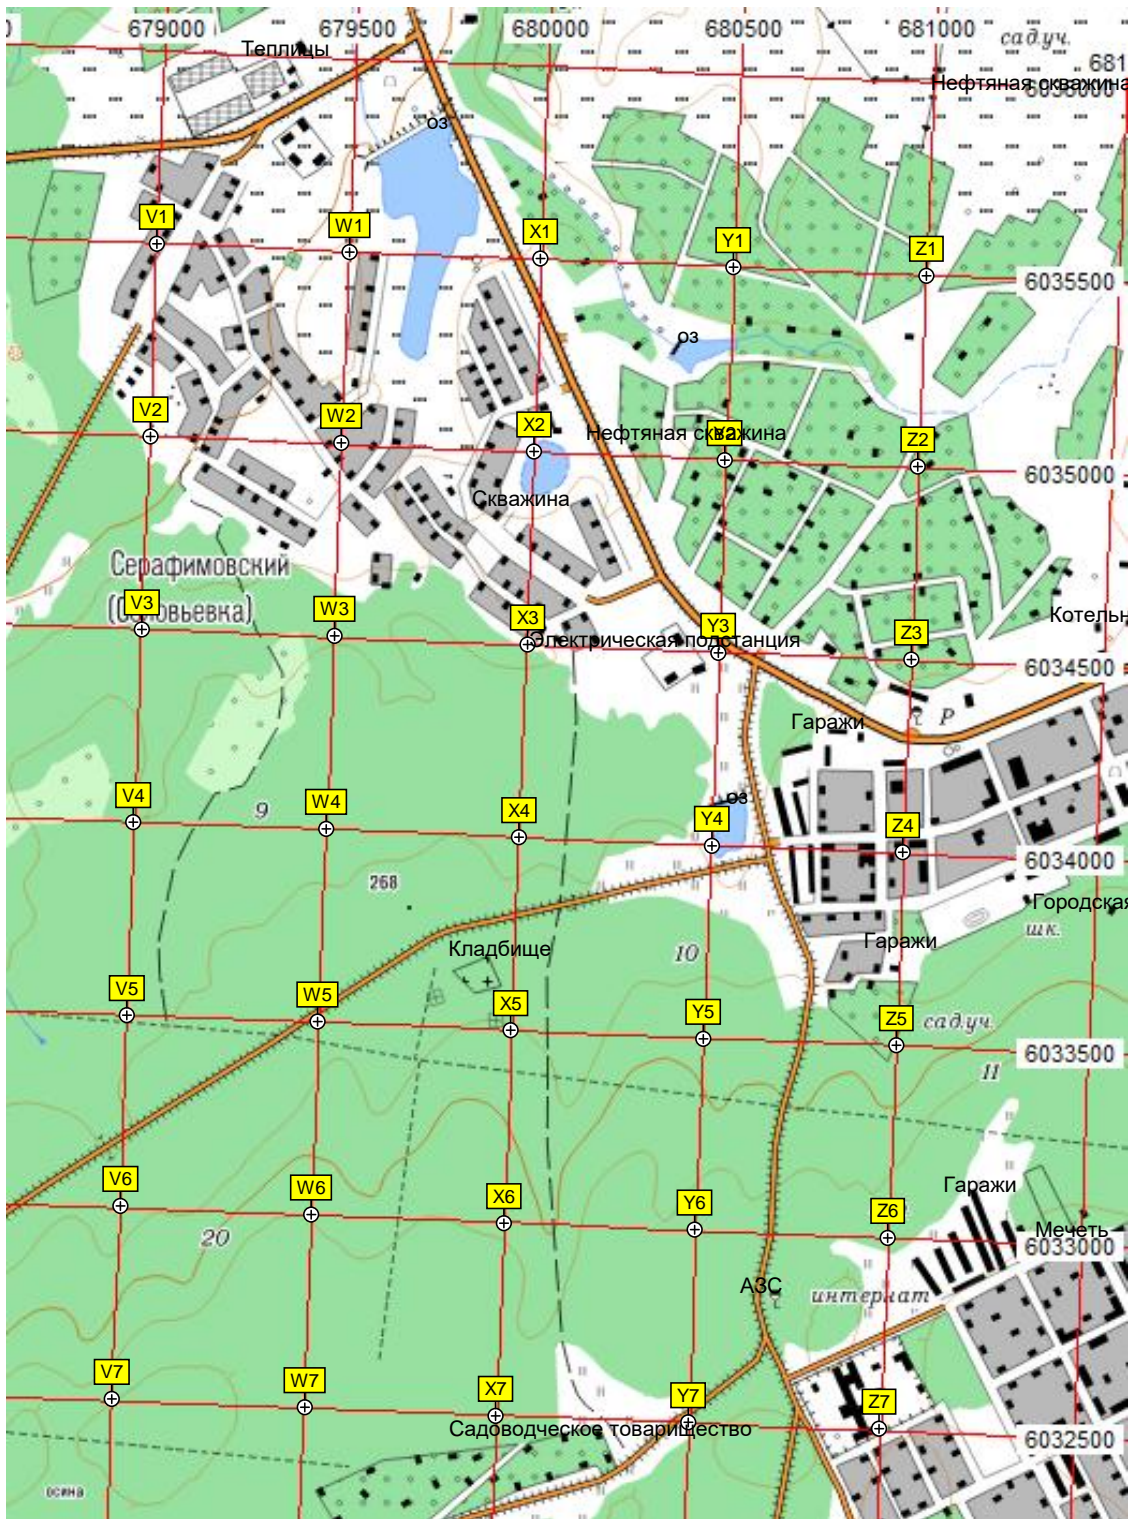 679000 679500 680000 680500 681000
сад.уч.
Теплицы
681
Нефтяная скважина
6036000
оз
V1 W1 X1 Y1 Z1
6035500
оз
V2 W2 X2 Y2 Z2
Нефтяная скважина
6035000
Скважина
Серафимовский
(Соловьевка)
V3 W3 X3 Y3 Z3
Котельн
Электрическая подстанция
6034500
Гаражи
Р
оз
V4 W4 X4 Y4 Z4
9
6034000
268
Городская
шк.
Кладбище
Гаражи
10
V5 W5 X5 Y5 Z5
сад.уч.
6033500
11
Гаражи
V6 W6 X6 Y6 Z6
20
Мечеть
6033000
АЗС
интернат
V7 W7 X7 Y7 Z7
Садоводческое товарищество
6032500
осина